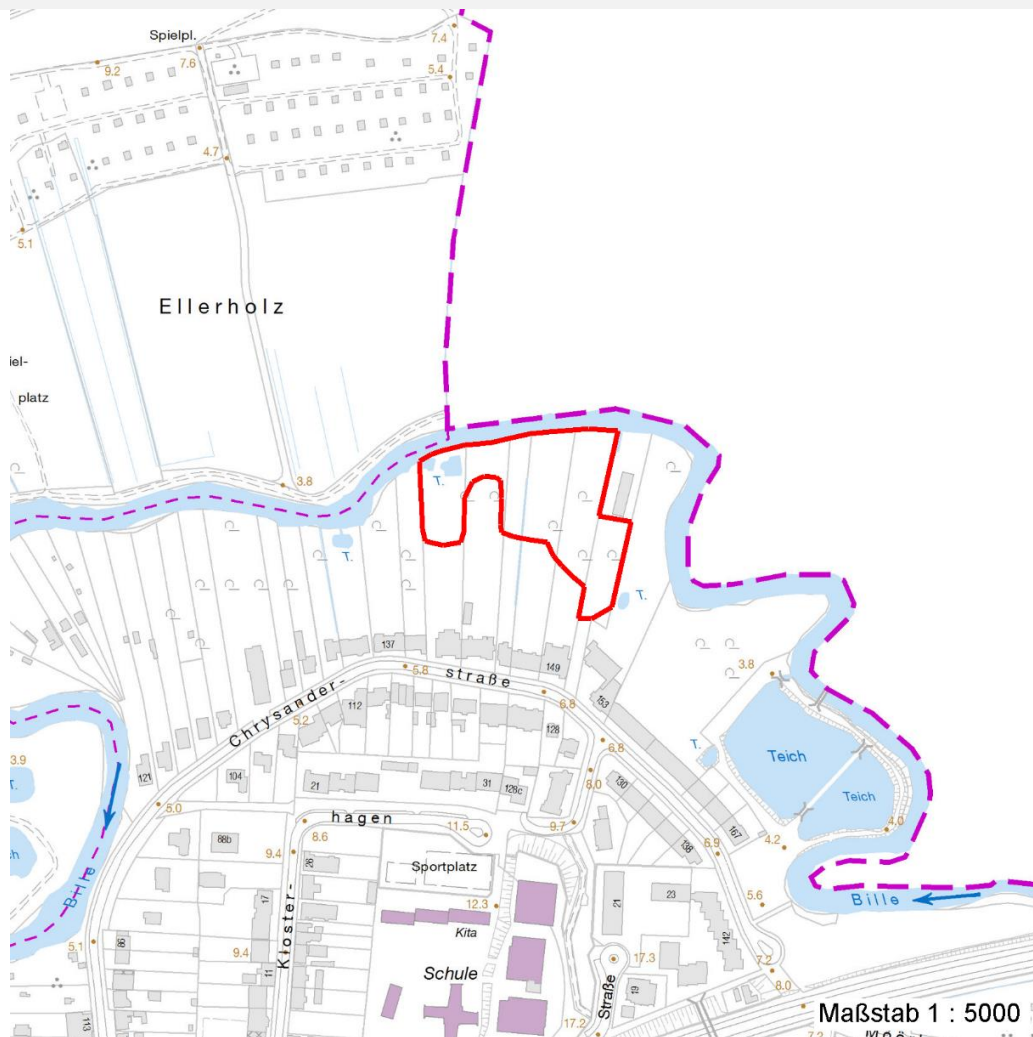 Spielpl.
7.6
7.4
9.2
5.4
4.7
5.1
Ellerholz
iel-
platz
3.8
T.
T.
T.
137
straße
5.8
149
3.8
Chrysander-
112
5.2
6.8
153
128
6.8
T.
Teich
3.9
T.
121
104
21
31
128c
8.0
130
Teich
5.0
hagen
11.5
9.7
167
4.0
ch
88b
8.6
9.4
26
Sportplatz
138
6.9
4.2
Bille
17
12.3
21
23
5.6
Bille
5.1
86
9.4
Kloster-
Kita
142
11
Schule
17.3
7.2
19
8.0
Straße
113
17.2
Maßstab 1 : 5000
7.2